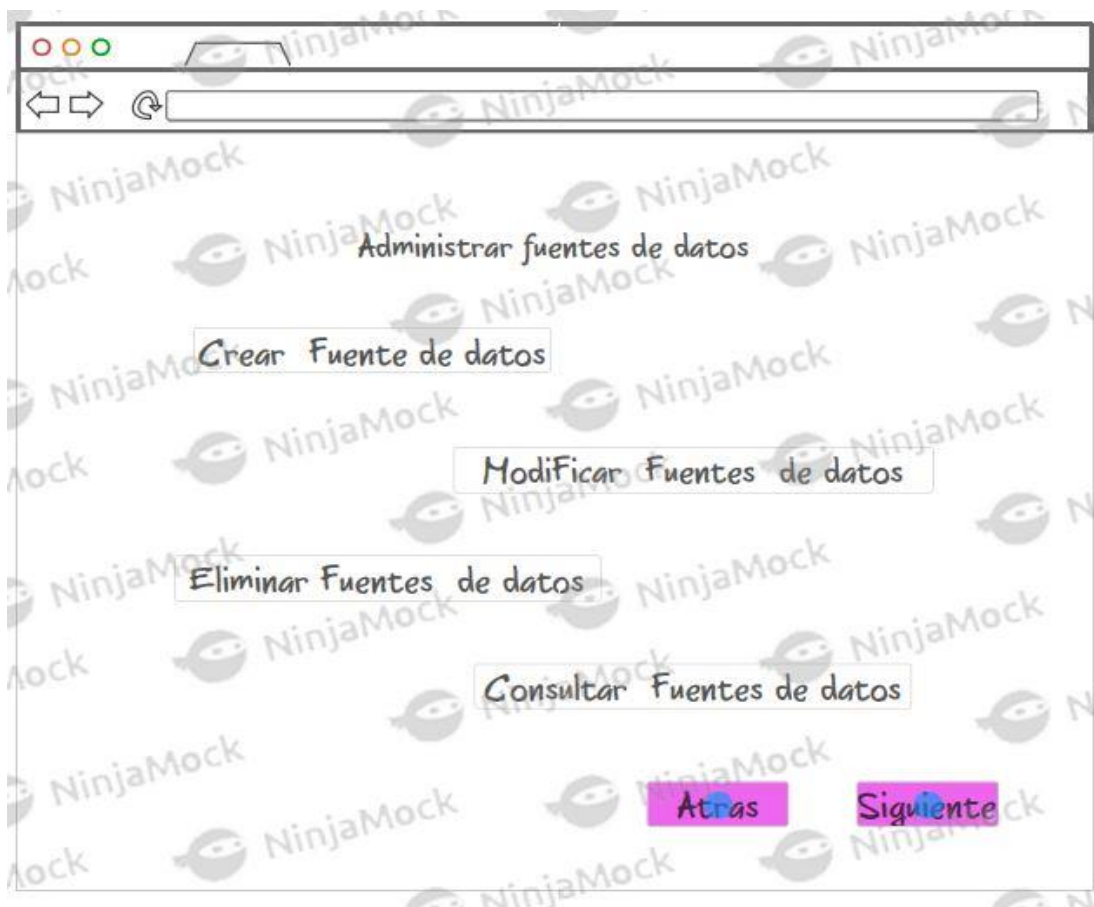 Administrar fuentes de datos
Crear Fuente de datos
ModiFicar Fuentes de datos
Eliminar Fuentes de datos
Consultar Fuentes de datos
Atras Siguiente
NinjaMock